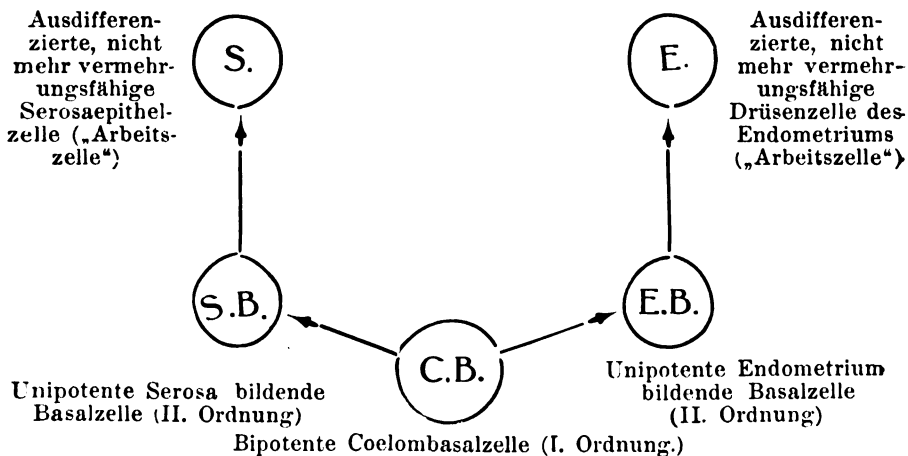 Ausdifferen-
zierte, nicht
mehr vermehr-
ungsfähige
Serosaepithel-
zelle („Arbeits-
zelle“)
S.
E.
Ausdifferen-
zierte, nicht
mehr vermehr-
ungsfähige
Drüsenzelle des
Endometriums
(„Arbeitszelle“)
S.B.
E.B.
C.B.
Unipotente Serosa bildende
Basalzelle (II. Ordnung)
Unipotente Endometrium
bildende Basalzelle
(II. Ordnung)
Bipotente Coelombasalzelle (I. Ordnung.)